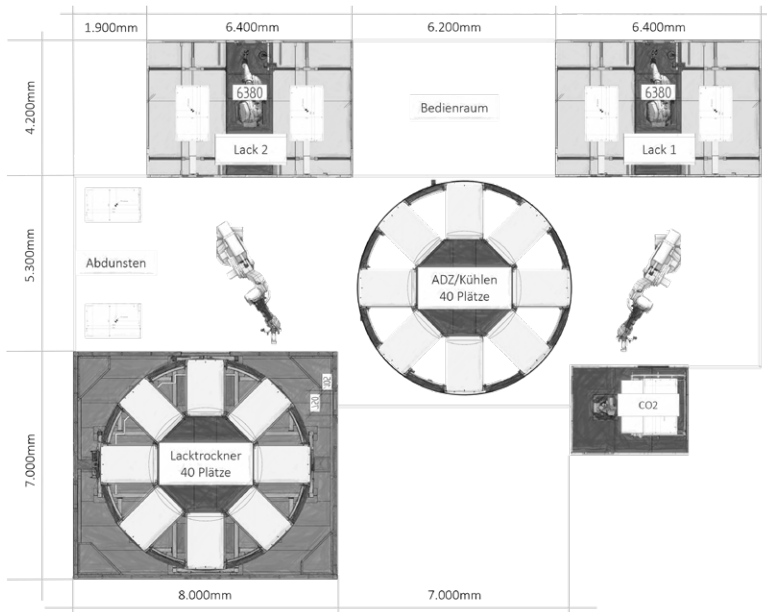 1.900mm
6.400mm
6.200mm
6.400mm
4.200mm
6380
Lack 2
Bedienraum
6380
Lack 1
5.300mm
Abdunsten
ADZ/Kühlen
40 Plätze
CO2
7.000mm
Lacktrockner
40 Plätze
8.000mm
7.000mm